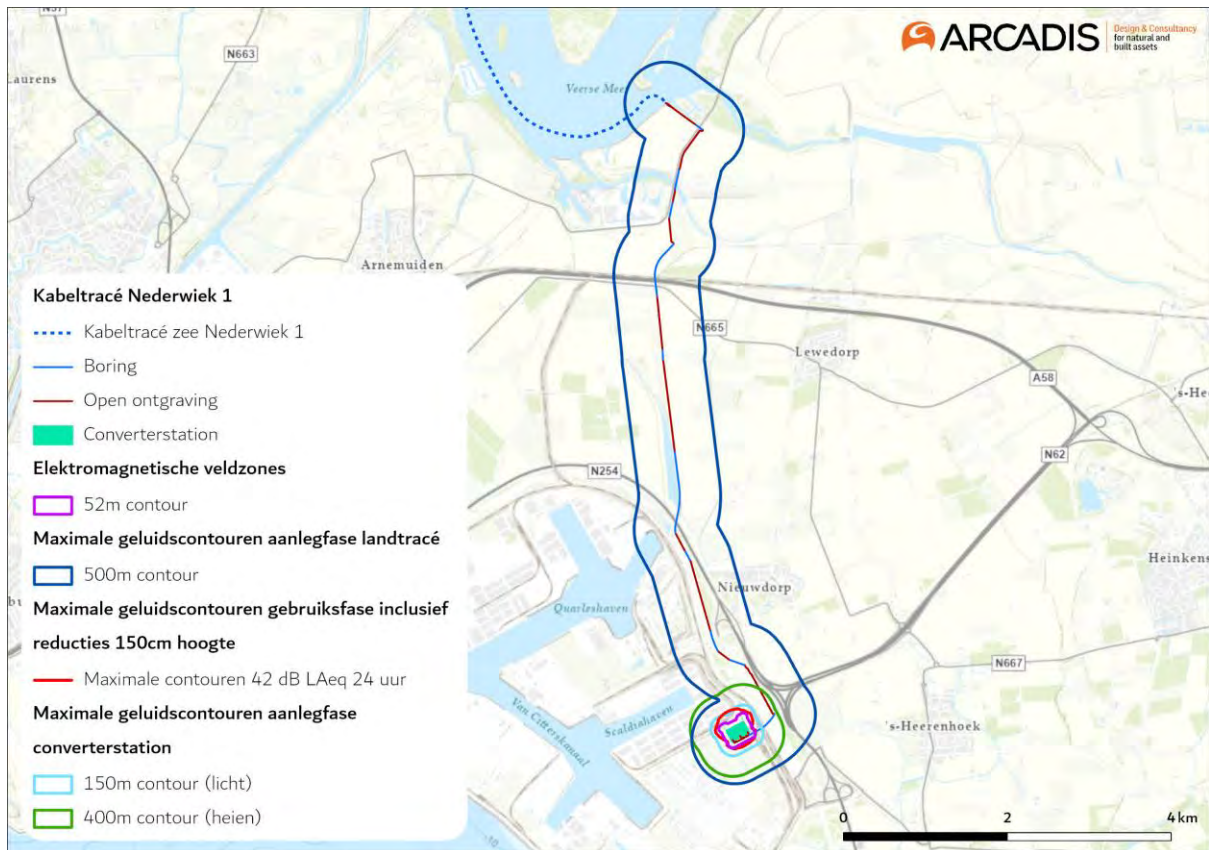 N57
N663
ARCADIS
Design & Consultancy
for natural and
built assets
Laurens
Veerse Meer
Arnemuiden
N665
Lewedorp
A58
's-He
N62
N254
Heinkens
Nieuwdorp
Quarleshaven
N667
Van Citterskanaal
Scaldiahaven
's-Heerenhoek
Kabeltracé Nederwiek 1
Kabeltracé zee Nederwiek 1
Boring
Open ontgraving
Converterstation
Elektromagnetische veldzones
52m contour
Maximale geluidscontouren aanlegfase landtracé
500m contour
Maximale geluidscontouren gebruiksfase inclusief
reducties 150cm hoogte
Maximale contouren 42 dB LAeq 24 uur
Maximale geluidscontouren aanlegfase
converterstation
150m contour (licht)
400m contour (heien)
0 2 4 km